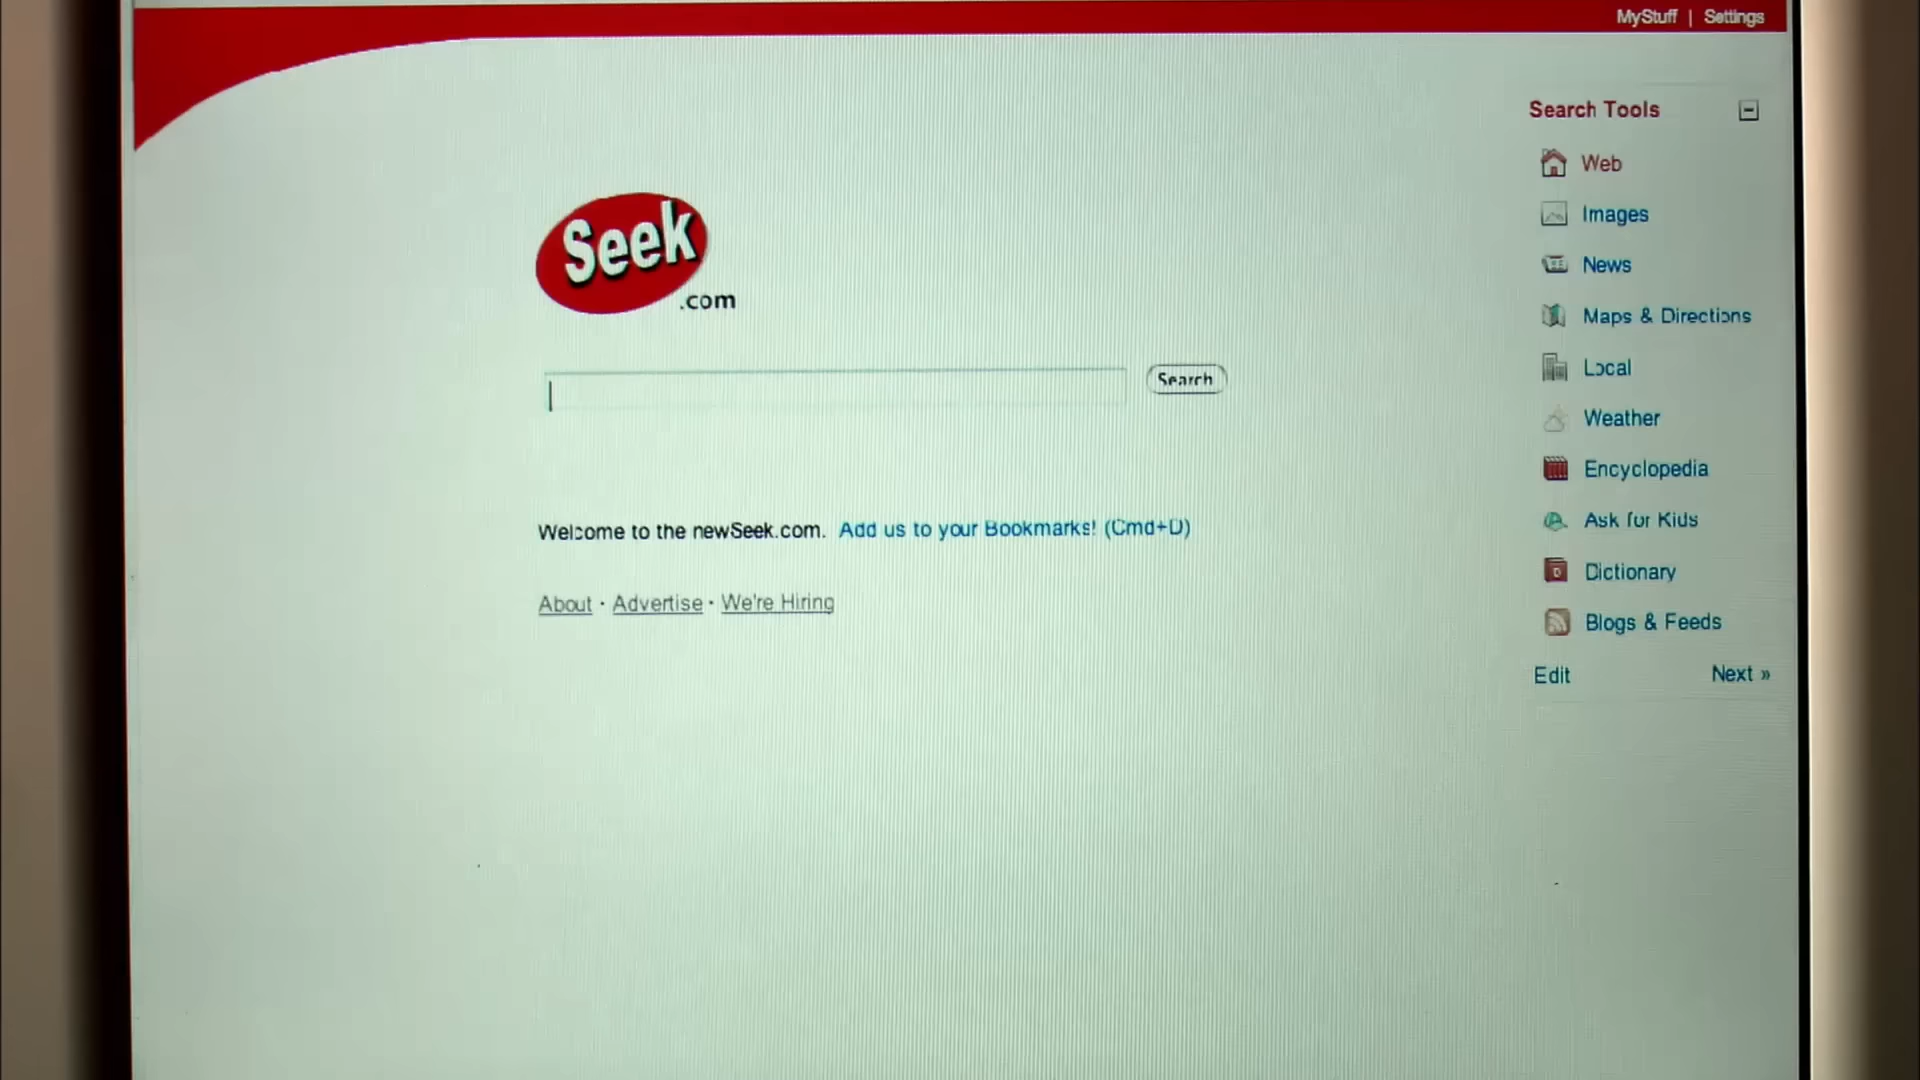 MyStuff | Settings
Search Tools
Web
Images
News
Maps & Directions
Local
Weather
Encyclopedia
Ask for Kids
Dictionary
Blogs & Feeds
Edit Next »
Seek
.com
Search
Welcome to the newSeek.com. Add us to your Bookmarks! (Cmd+D)
About · Advertise · We're Hiring